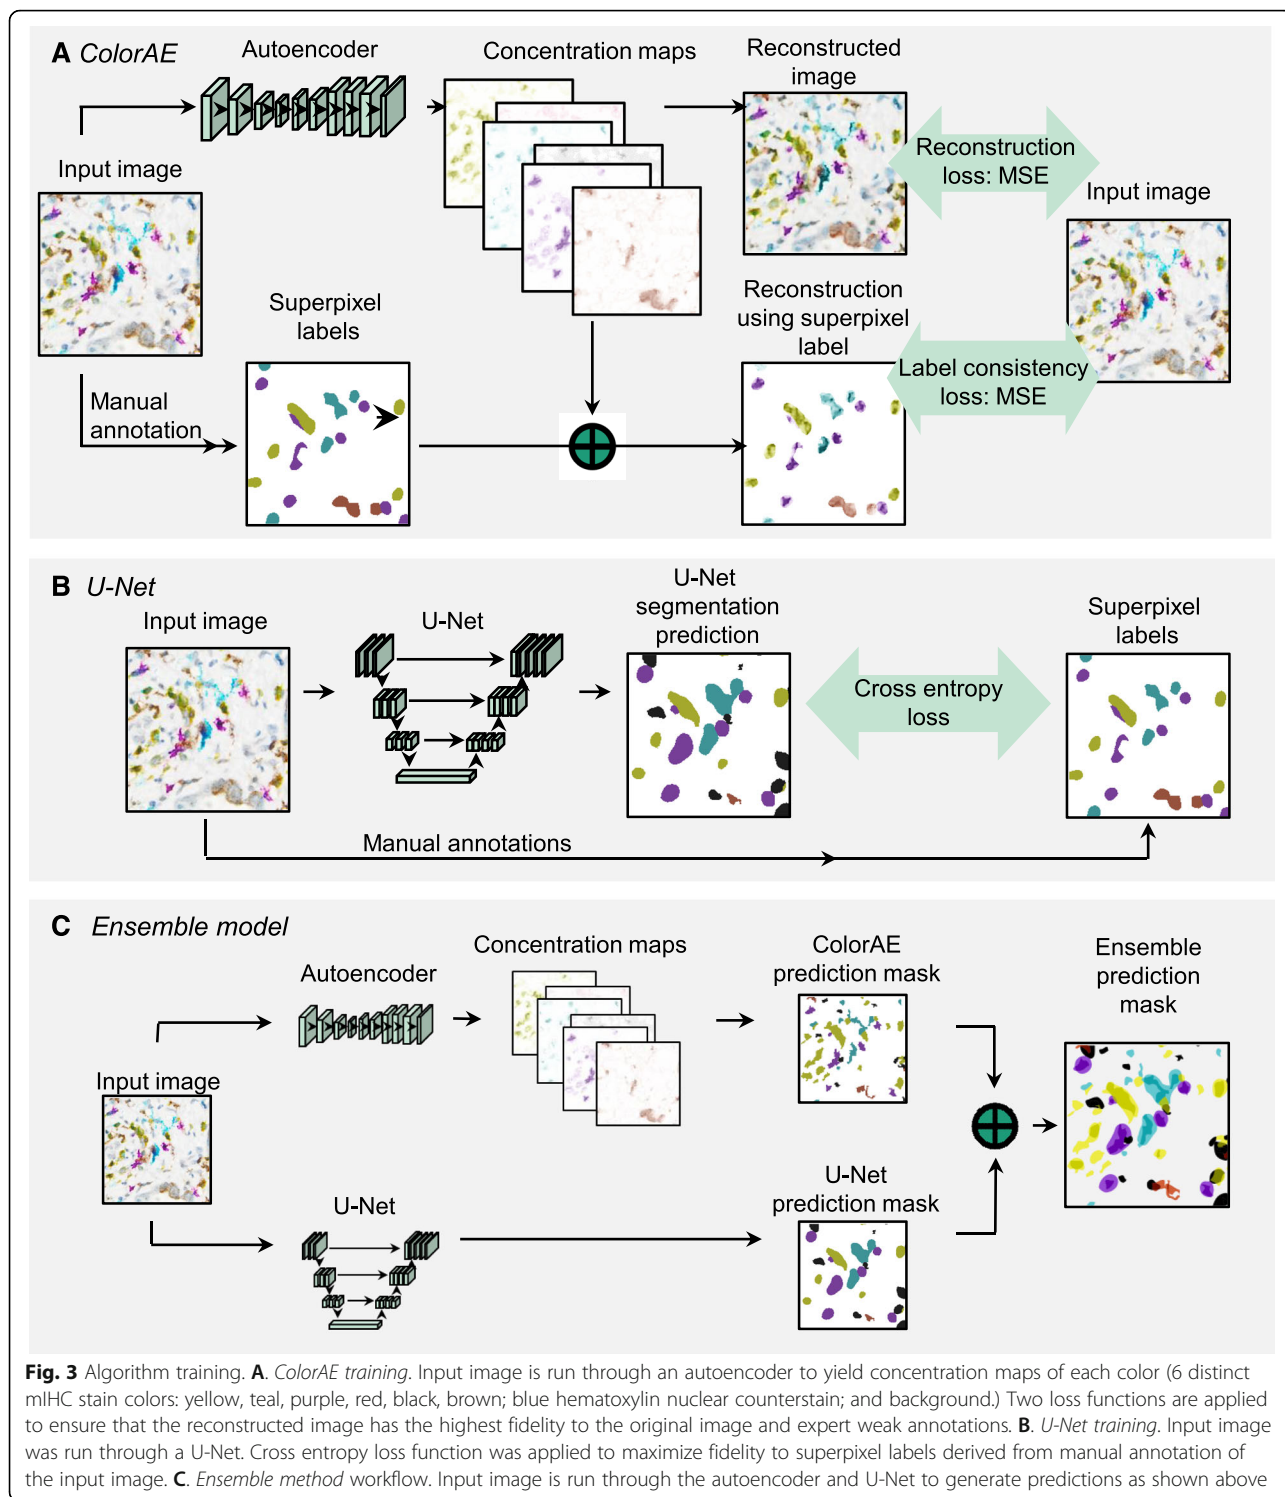 A ColorAE
Autoencoder
Concentration maps
Reconstructed
image
Input image
Reconstruction
loss: MSE
Input image
Superpixel
labels
Manual
annotation
Reconstruction
using superpixel
label
Label consistency
loss: MSE
B U-Net
Input image
U-Net
U-Net
segmentation
prediction
Cross entropy
loss
Superpixel
labels
Manual annotations
C Ensemble model
Autoencoder
Concentration maps
ColorAE
prediction mask
Ensemble
prediction
mask
Input image
U-Net
U-Net
prediction mask
Fig. 3 Algorithm training. A. ColorAE training. Input image is run through an autoencoder to yield concentration maps of each color (6 distinct
mIHC stain colors: yellow, teal, purple, red, black, brown; blue hematoxylin nuclear counterstain; and background.) Two loss functions are applied
to ensure that the reconstructed image has the highest fidelity to the original image and expert weak annotations. B. U-Net training. Input image
was run through a U-Net. Cross entropy loss function was applied to maximize fidelity to superpixel labels derived from manual annotation of
the input image. C. Ensemble method workflow. Input image is run through the autoencoder and U-Net to generate predictions as shown above